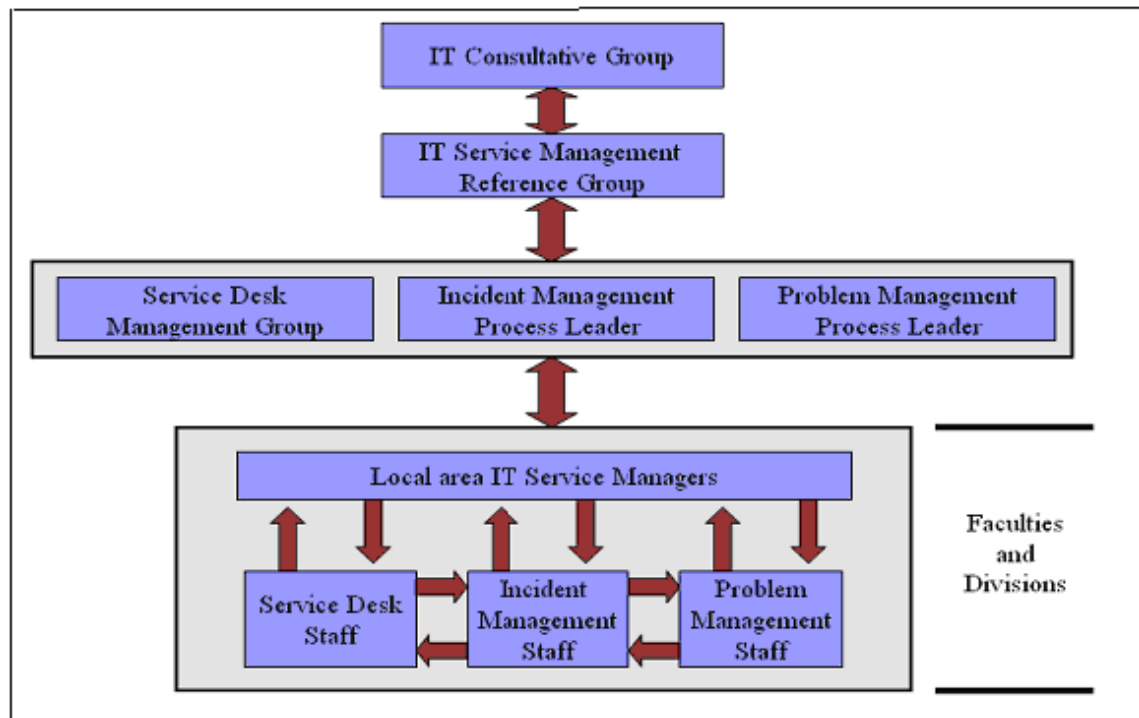 IT Consultative Group
IT Service Management
Reference Group
Service Desk
Management Group
Incident Management
Process Leader
Problem Management
Process Leader
Local area IT Service Managers
Service Desk
Staff
Incident
Management
Staff
Problem
Management
Staff
Faculties
and
Divisions